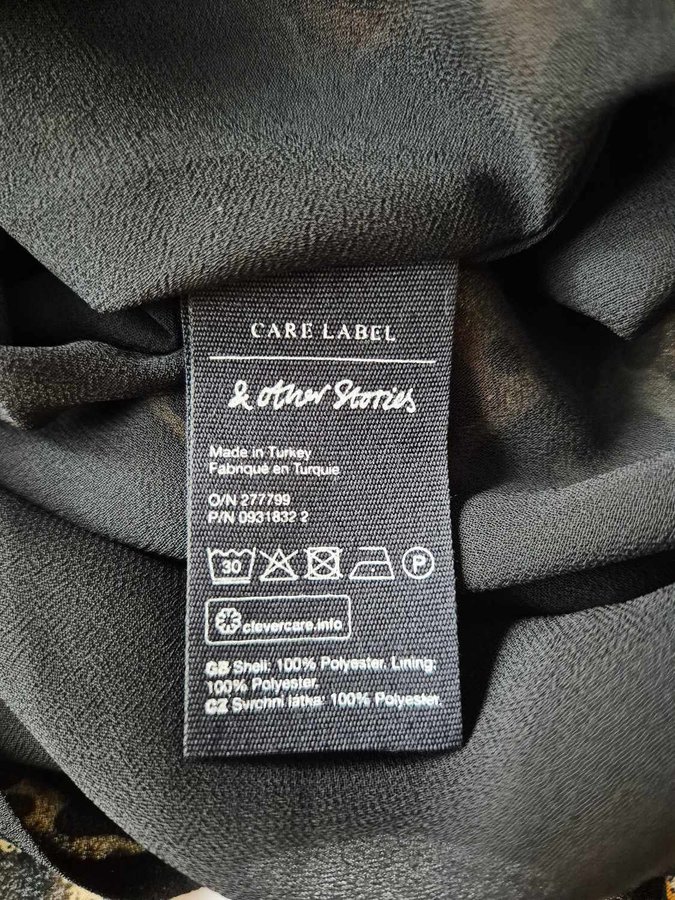 CARE LABEL
& other Stories
Made in Turkey
Fabriqué en Turquie
O/N 277799
P/N 0931832 2
30 P
clevercare.info
GB Shell: 100% Polyester. Lining:
100% Polyester.
CZ Svrchní látka: 100% Polyester.